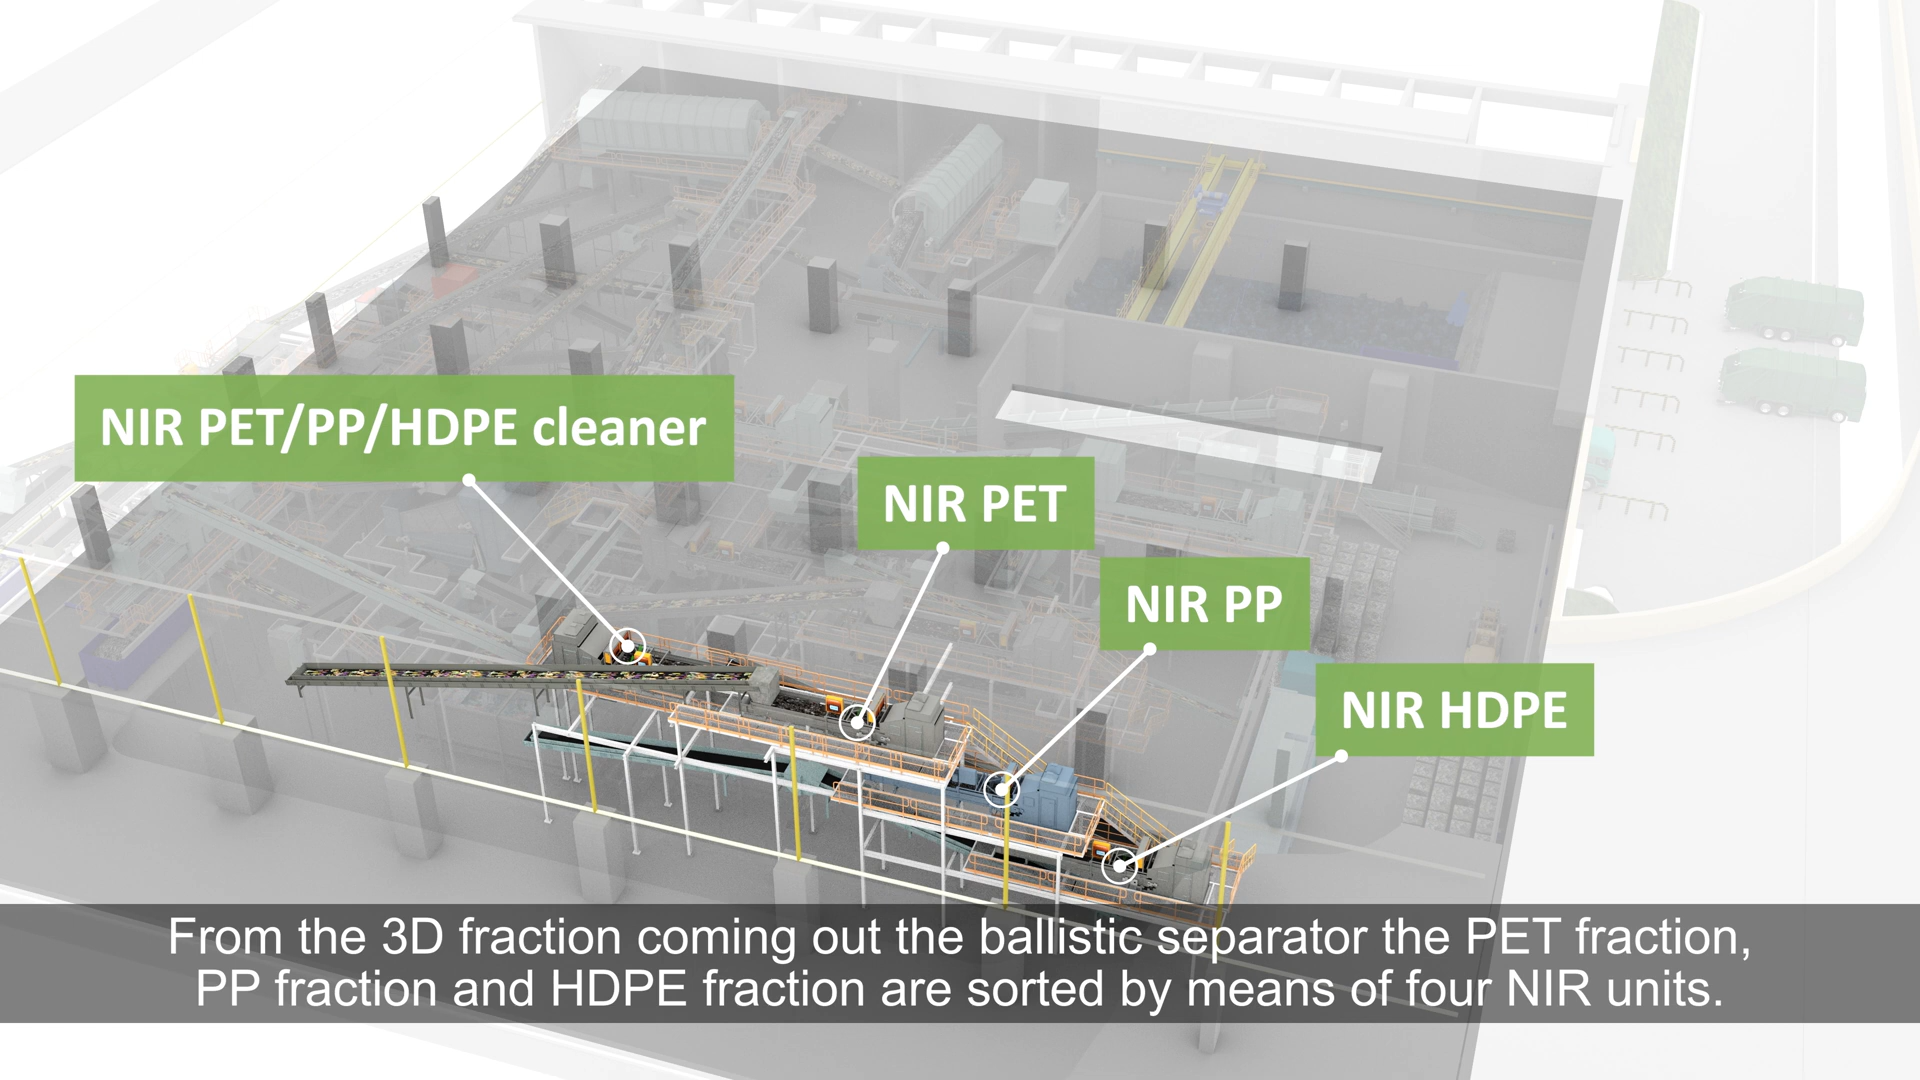 NIR PET/PP/HDPE cleaner
NIR PET
NIR PP
NIR HDPE
From the 3D fraction coming out the ballistic separator the PET fraction,
PP fraction and HDPE fraction are sorted by means of four NIR units.